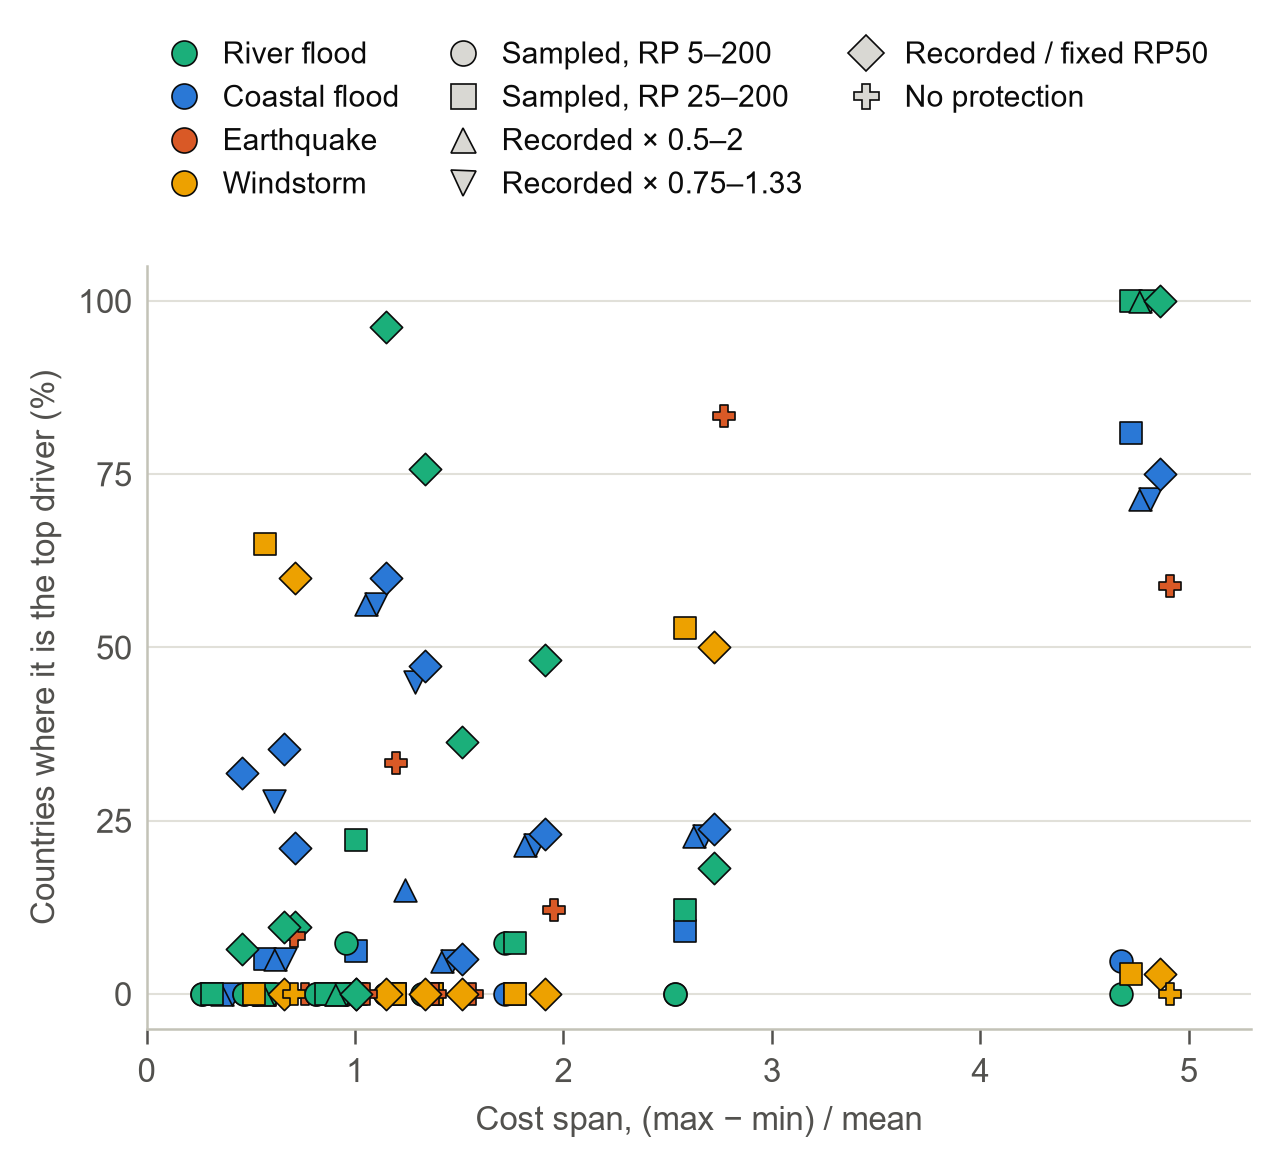 River flood
Coastal flood
Earthquake
Windstorm
Sampled, RP 5–200
Sampled, RP 25–200
Recorded × 0.5–2
Recorded × 0.75–1.33
Recorded / fixed RP50
No protection
Countries where it is the top driver (%)
100
75
50
25
0
0 1 2 3 4 5
Cost span, (max − min) / mean